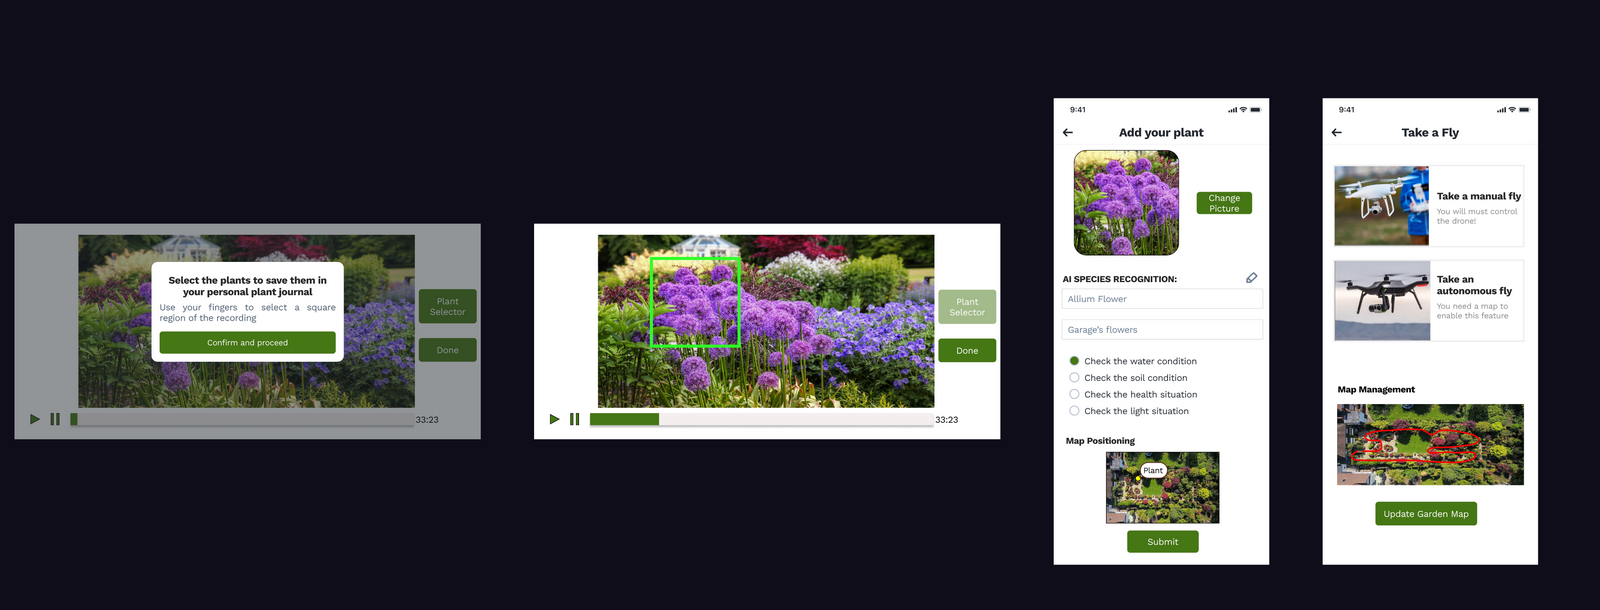 Select the plants to save them in
your personal plant journal
Use your fingers to select a square
region of the recording
Confirm and proceed
Plant
Selector
Done
33:23
Plant
Selector
Done
33:23
9:41
Add your plant
Change
Picture
AI SPECIES RECOGNITION:
Allium Flower
Garage's flowers
Check the water condition
Check the soil condition
Check the health situation
Check the light situation
Map Positioning
Plant
Submit
9:41
Take a Fly
Take a manual fly
You will must control
the drone!
Take an
autonomous fly
You need a map to
enable this feature
Map Management
Update Garden Map